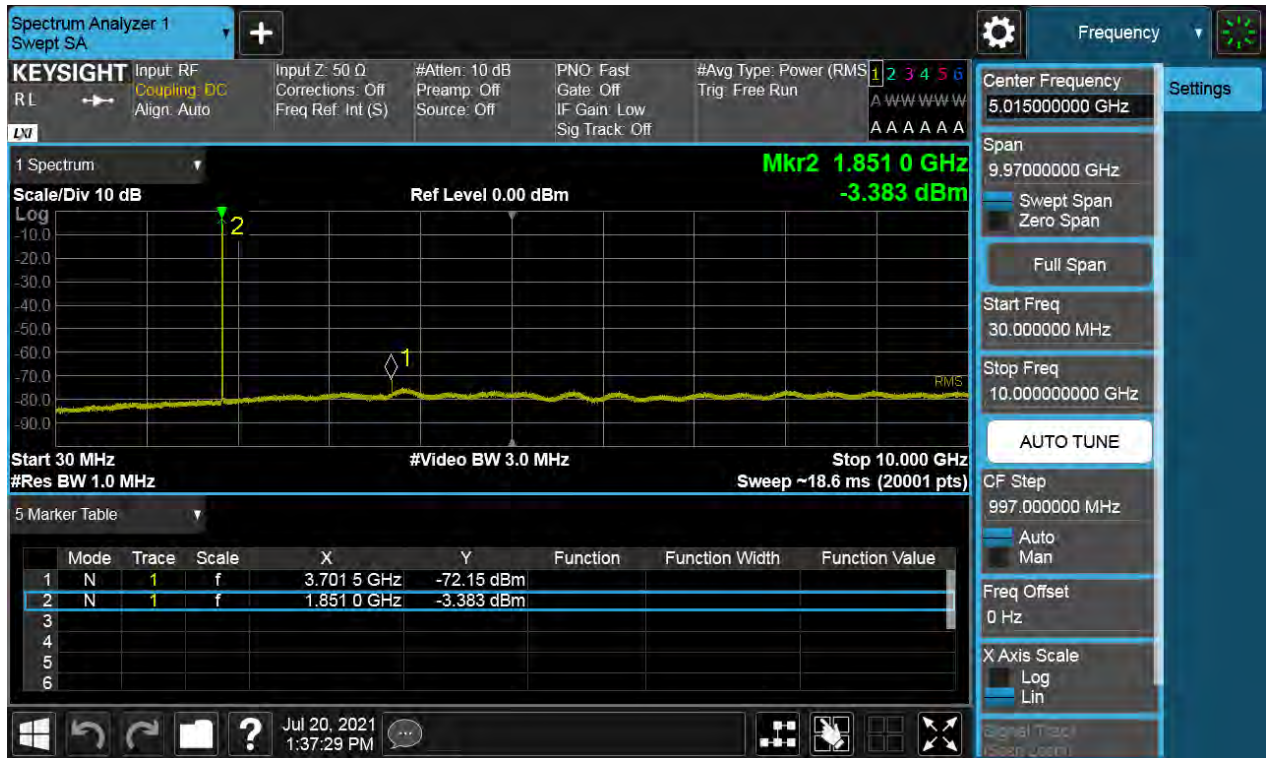 Spectrum Analyzer 1
Swept SA
+
Frequency
KEYSIGHT
RL
LXI
Input: RF
Coupling: DC
Align: Auto
Input Z: 50 Ω
Corrections: Off
Freq Ref: Int (S)
#Atten: 10 dB
Preamp: Off
Source: Off
PNO: Fast
Gate: Off
IF Gain: Low
Sig Track: Off
#Avg Type: Power (RMS
Trig: Free Run
1 2 3 4 5 6
A W W W W W
A A A A A A
1 Spectrum
Mkr2 1.851 0 GHz
-3.383 dBm
Scale/Div 10 dB
Ref Level 0.00 dBm
Log
-10.0
-20.0
-30.0
-40.0
-50.0
-60.0
-70.0
-80.0
-90.0
2
1
RMS
Start 30 MHz
#Video BW 3.0 MHz
Stop 10.000 GHz
#Res BW 1.0 MHz
Sweep ~18.6 ms (20001 pts)
5 Marker Table
Mode Trace Scale X Y Function Function Width Function Value
1 N 1 f 3.701 5 GHz -72.15 dBm
2 N 1 f 1.851 0 GHz -3.383 dBm
3
4
5
6
?
Jul 20, 2021
1:37:29 PM
Center Frequency
5.015000000 GHz
Settings
Span
9.97000000 GHz
Swept Span
Zero Span
Full Span
Start Freq
30.000000 MHz
Stop Freq
10.000000000 GHz
AUTO TUNE
CF Step
997.000000 MHz
Auto
Man
Freq Offset
0 Hz
X Axis Scale
Log
Lin
Signal Track
(Span Zoom)